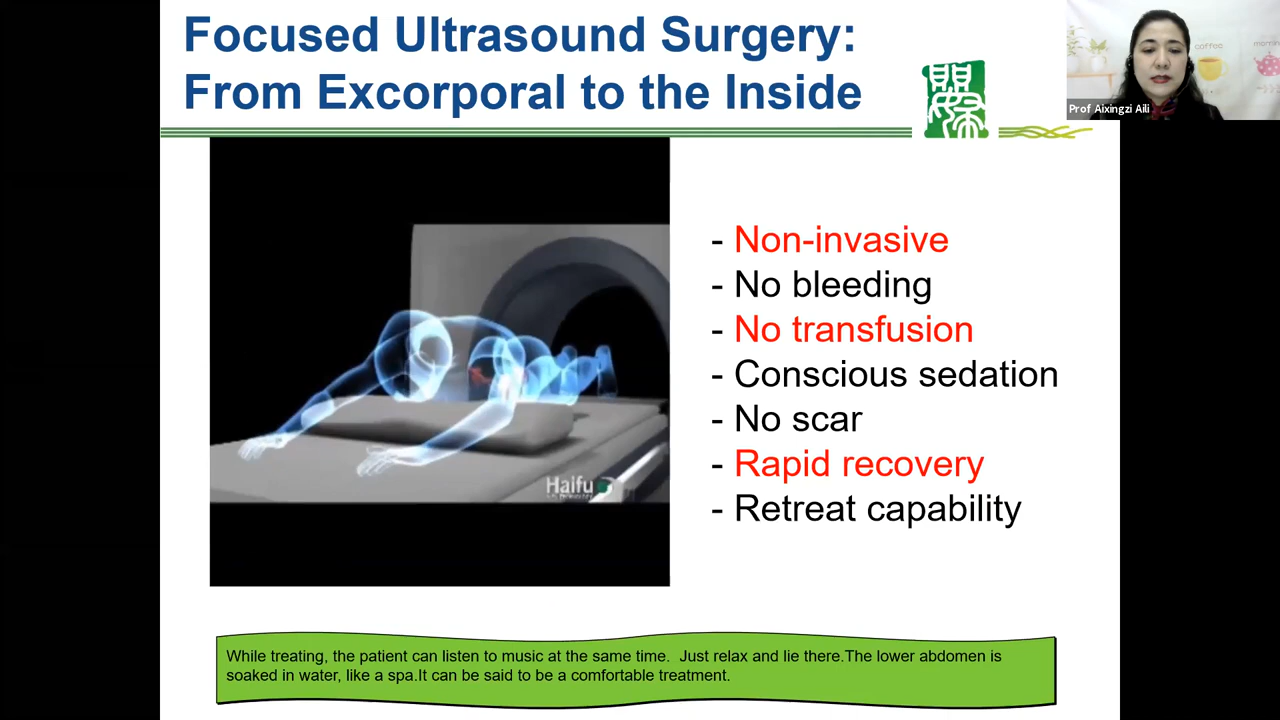 Focused Ultrasound Surgery:
From Excorporal to the Inside
coffee
Prof Aixingzi Aili
- Non-invasive
- No bleeding
- No transfusion
- Conscious sedation
- No scar
- Rapid recovery
- Retreat capability
Haifu
While treating, the patient can listen to music at the same time.  Just relax and lie there.The lower abdomen is
soaked in water, like a spa.It can be said to be a comfortable treatment.